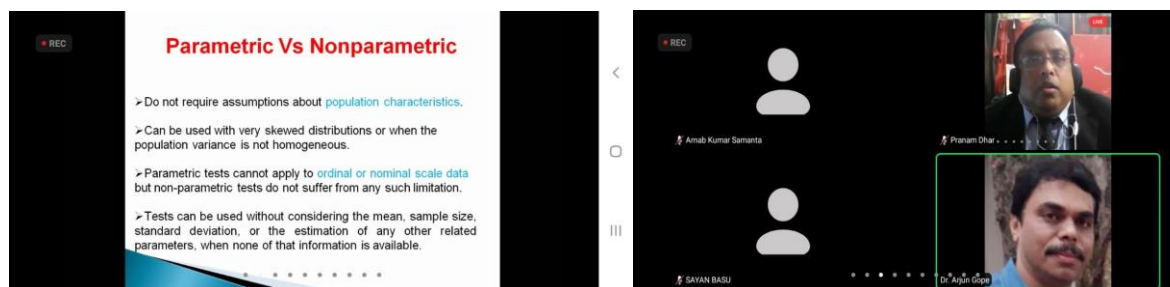 REC
Parametric Vs Nonparametric
➢Do not require assumptions about population characteristics.
➢Can be used with very skewed distributions or when the
population variance is not homogeneous.
➢Parametric tests cannot apply to ordinal or nominal scale data
but non-parametric tests do not suffer from any such limitation.
➢Tests can be used without considering the mean, sample size,
standard deviation, or the estimation of any other related
parameters, when none of that information is available.
REC
LIVE
Arnab Kumar Samanta
Pranam Dhar
SAYAN BASU
Dr. Arjun Gope